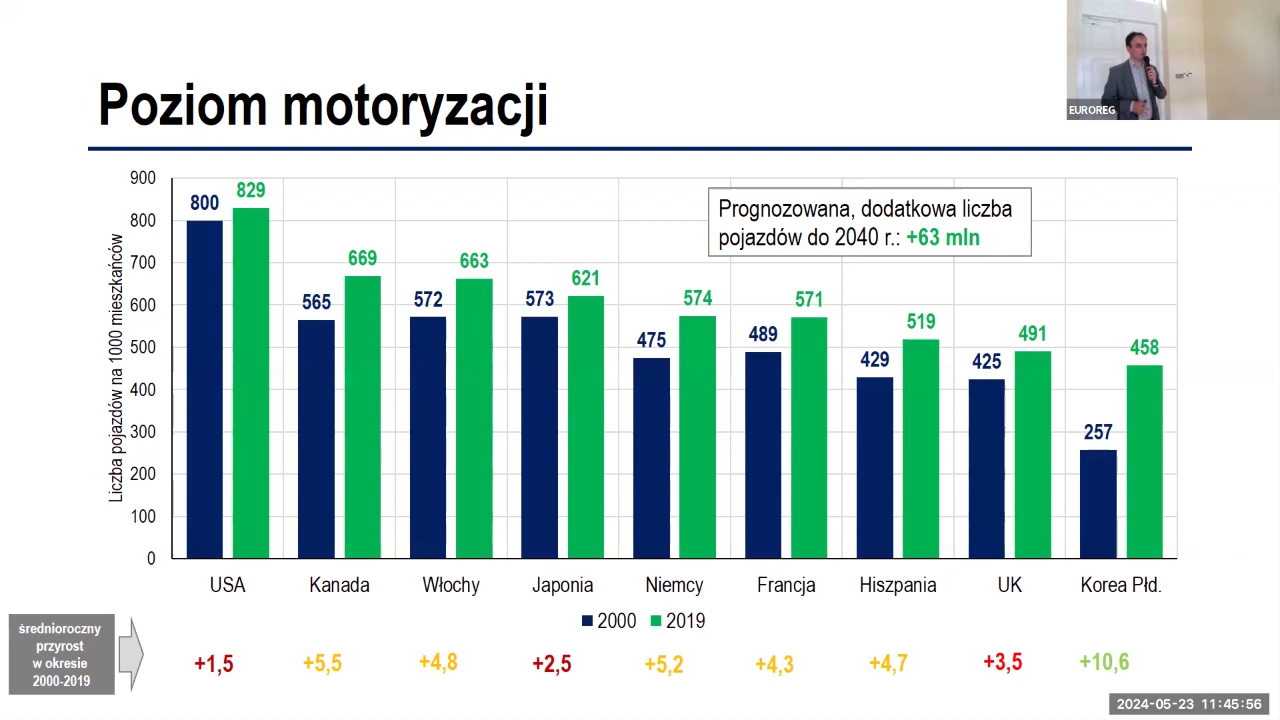 EUROREG
Poziom motoryzacji
Liczba pojazdów na 1000 mieszkańców
900
800
700
600
500
400
300
200
100
0
Prognozowana, dodatkowa liczba
pojazdów do 2040 r.: +63 mln
800 829
565 669
572 663
573 621
475 574
489 571
429 519
425 491
257 458
USA Kanada Włochy Japonia Niemcy Francja Hiszpania UK Korea Płd.
2000 2019
średnioroczny
przyrost
w okresie
2000-2019
+1,5 +5,5 +4,8 +2,5 +5,2 +4,3 +4,7 +3,5 +10,6
2024-05-23 11:45:56